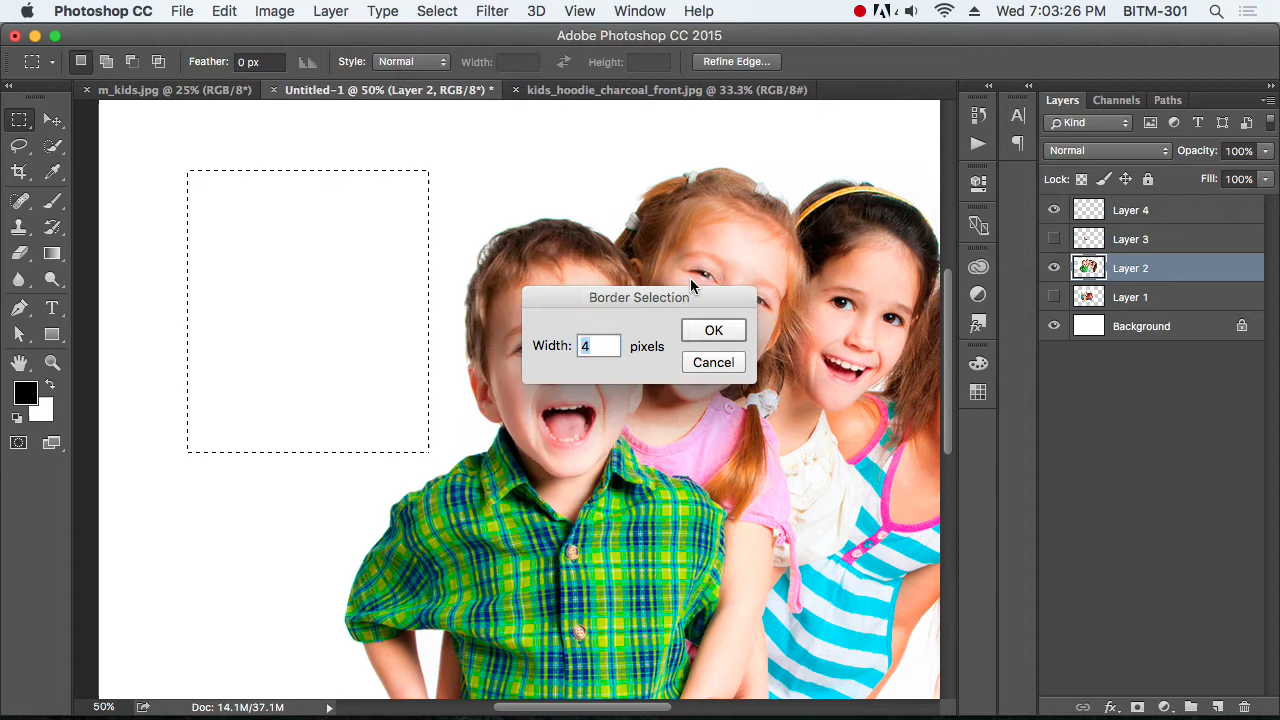 Photoshop CC File Edit Image Layer Type Select Filter 3D View Window Help 4 Wed 7:03:26 PM BITM-301
Adobe Photoshop CC 2015
Feather: 0 px Style: Normal Width: Height: Refine Edge...
× m_kids.jpg @ 25% (RGB/8*) × Untitled-1 @ 50% (Layer 2, RGB/8*) * × kids_hoodie_charcoal_front.jpg @ 33.3% (RGB/8#)
Layers Channels Paths
Kind
Normal Opacity: 100%
Lock: Fill: 100%
Layer 4
Layer 3
Layer 2
Layer 1
Background
Border Selection
Width: 4 pixels
OK
Cancel
50% Doc: 14.1M/37.1M